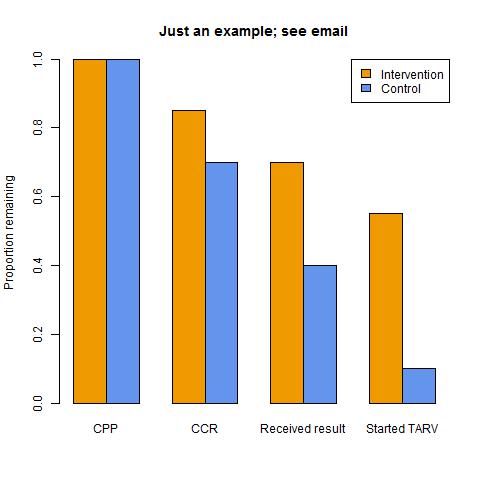 Just an example; see email
Intervention
Control
Proportion remaining
1.0
0.8
0.6
0.4
0.2
0.0
CPP
CCR
Received result
Started TARV